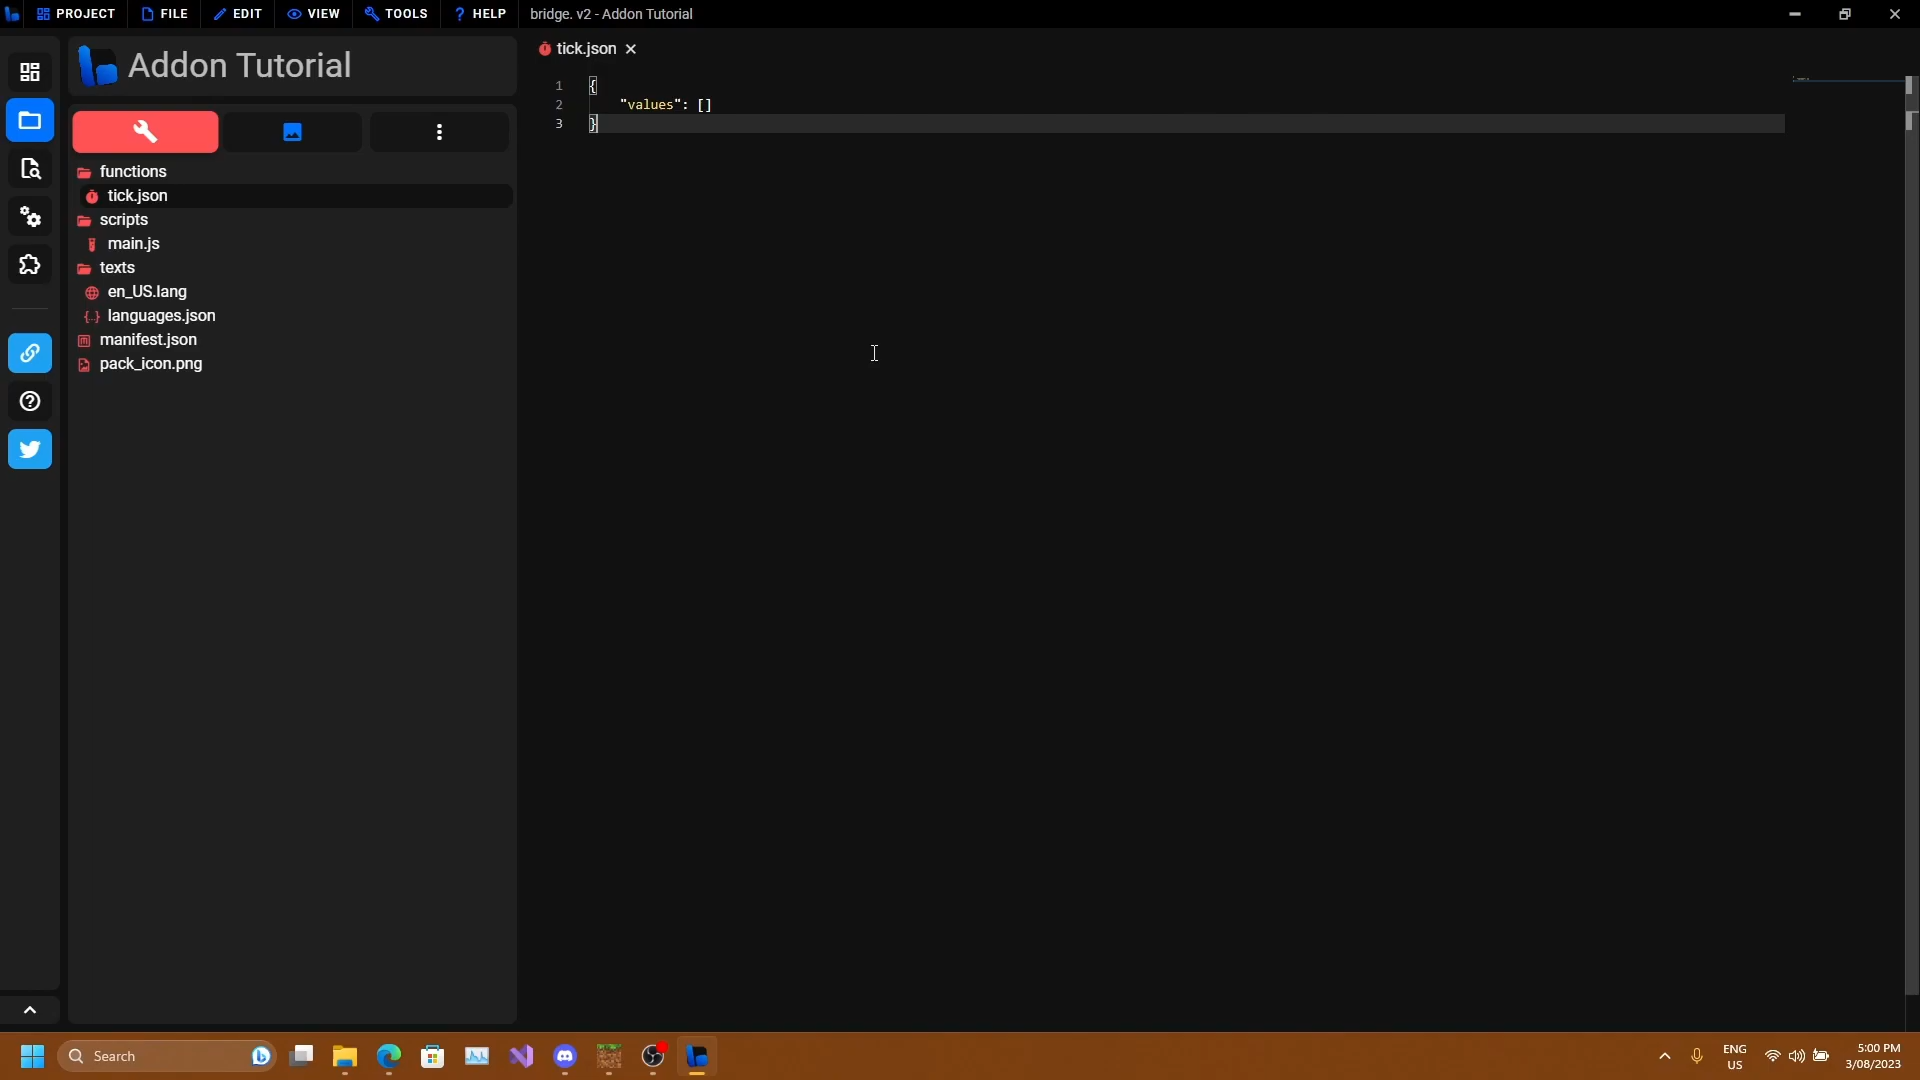 PROJECT FILE EDIT VIEW TOOLS HELP bridge. v2 - Addon Tutorial
Addon Tutorial
functions
tick.json
scripts
main.js
texts
en_US.lang
languages.json
manifest.json
pack_icon.png
tick.json
1 {
2 "values": []
3 }
Search
ENG
US
5:00 PM
3/08/2023